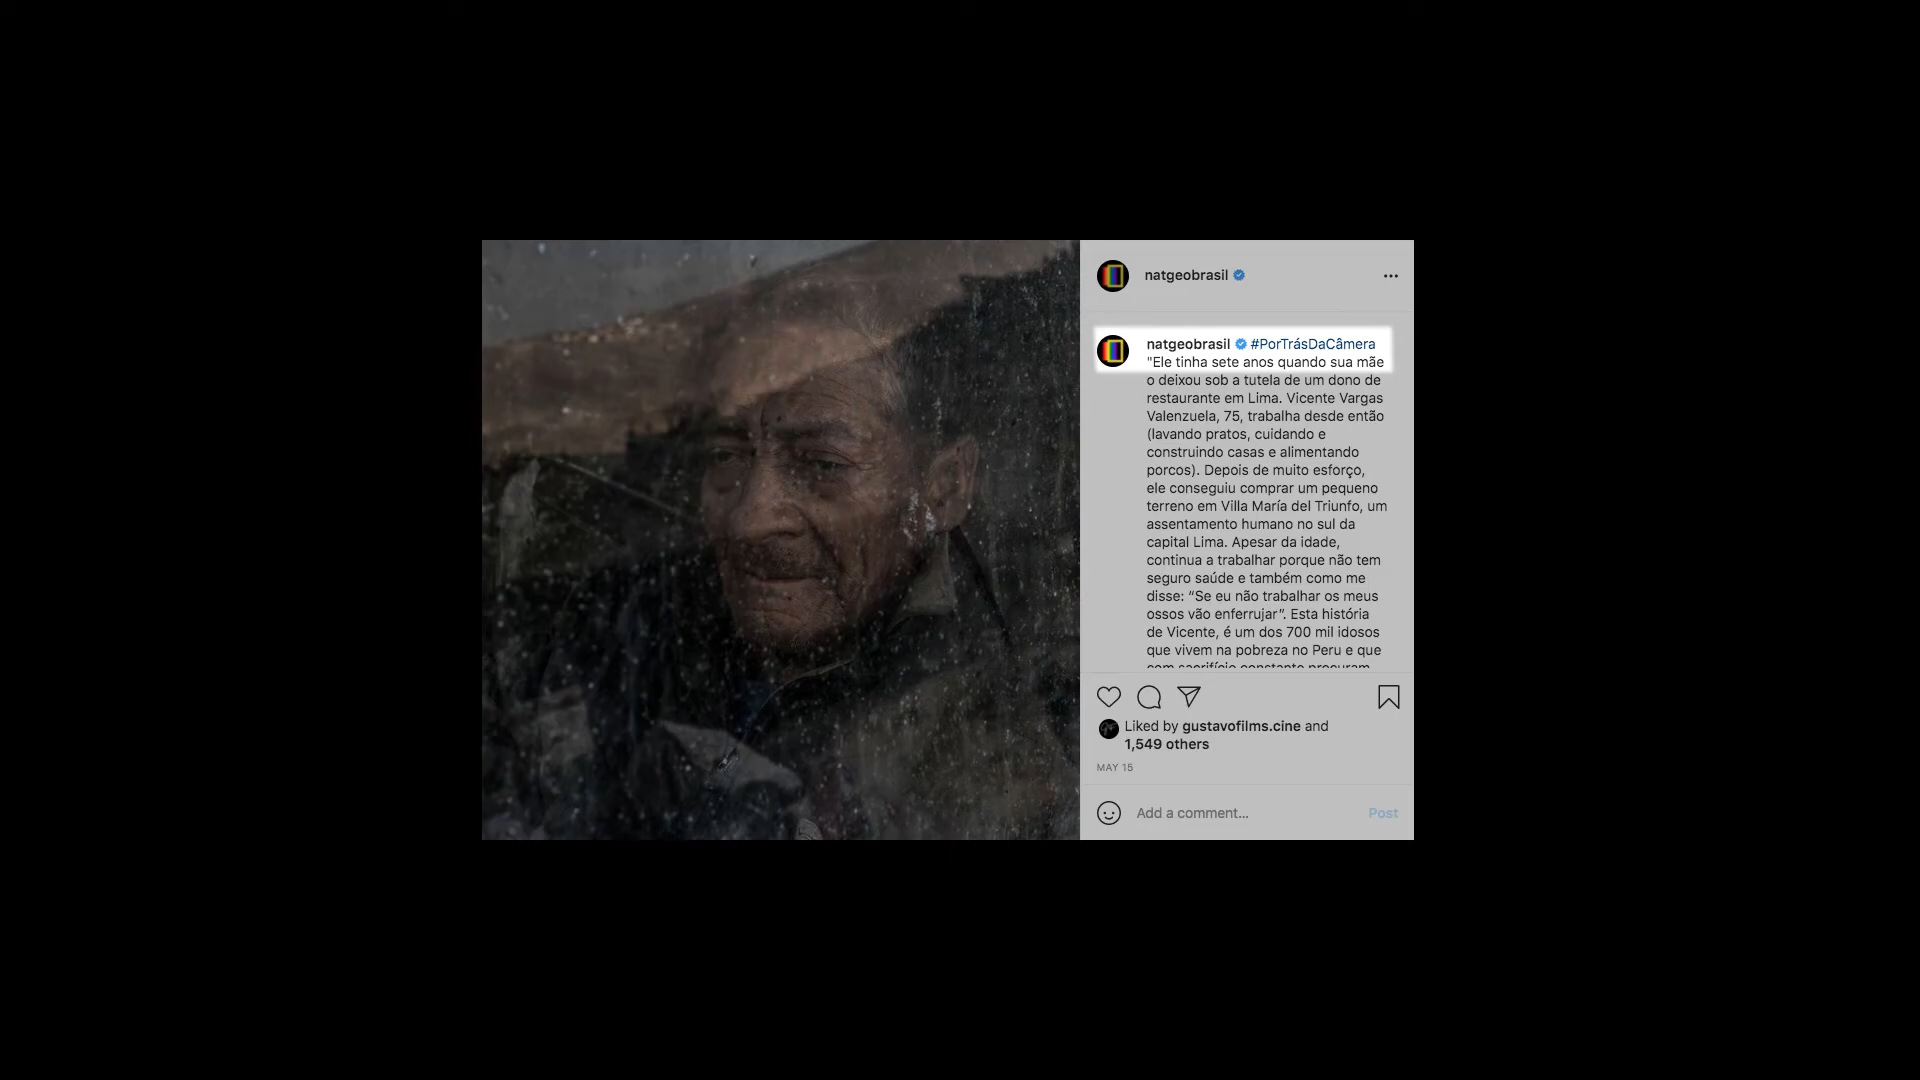 natgeobrasil
natgeobrasil #PorTrásDaCâmera
"Ele tinha sete anos quando sua mãe
o deixou sob a tutela de um dono de
restaurante em Lima. Vicente Vargas
Valenzuela, 75, trabalha desde então
(lavando pratos, cuidando e
construindo casas e alimentando
porcos). Depois de muito esforço,
ele conseguiu comprar um pequeno
terreno em Villa María del Triunfo, um
assentamento humano no sul da
capital Lima. Apesar da idade,
continua a trabalhar porque não tem
seguro saúde e também como me
disse: “Se eu não trabalhar os meus
ossos vão enferrujar”. Esta história
de Vicente, é um dos 700 mil idosos
que vivem na pobreza no Peru e que
com sacrifício constante procuram
Liked by gustavofilms.cine and
1,549 others
MAY 15
Add a comment...
Post